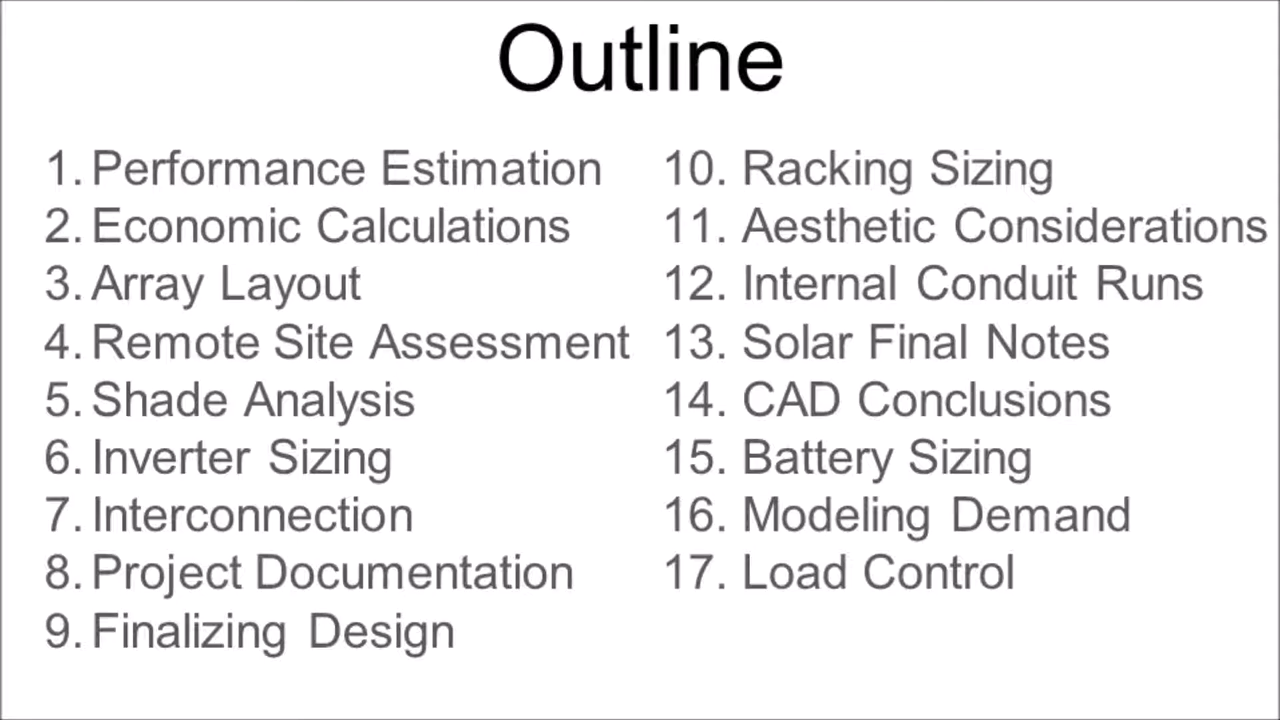 Outline
1. Performance Estimation
2. Economic Calculations
3. Array Layout
4. Remote Site Assessment
5. Shade Analysis
6. Inverter Sizing
7. Interconnection
8. Project Documentation
9. Finalizing Design
10. Racking Sizing
11. Aesthetic Considerations
12. Internal Conduit Runs
13. Solar Final Notes
14. CAD Conclusions
15. Battery Sizing
16. Modeling Demand
17. Load Control